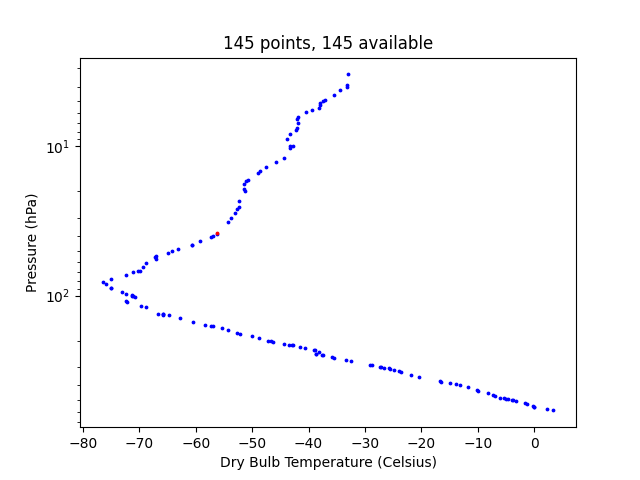 145 points, 145 available
10¹
10²
Pressure (hPa)
−80 −70 −60 −50 −40 −30 −20 −10 0
Dry Bulb Temperature (Celsius)